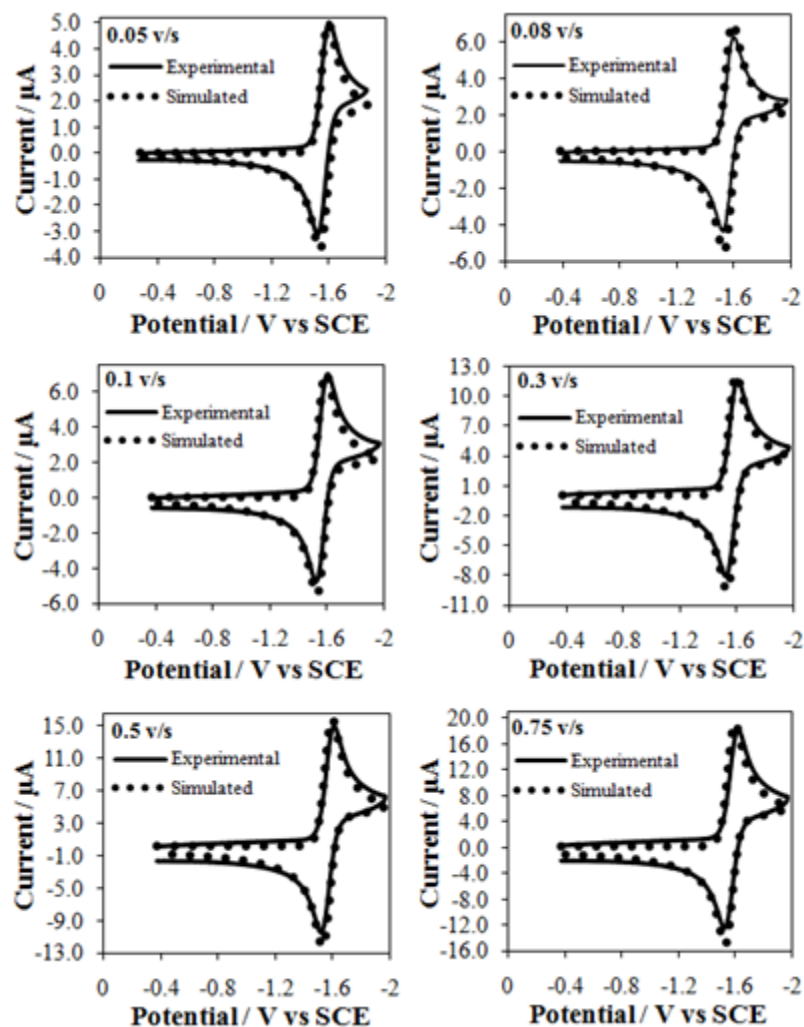 0.05 v/s
Experimental
Simulated
5.0
4.0
3.0
2.0
1.0
0.0
-1.0
-2.0
-3.0
-4.0
Current / µA
0 -0.4 -0.8 -1.2 -1.6 -2
Potential / V vs SCE
0.08 v/s
Experimental
Simulated
6.0
4.0
2.0
0.0
-2.0
-4.0
-6.0
Current / µA
0 -0.4 -0.8 -1.2 -1.6 -2
Potential / V vs SCE
0.1 v/s
Experimental
Simulated
6.0
4.0
2.0
0.0
-2.0
-4.0
-6.0
Current / µA
0 -0.4 -0.8 -1.2 -1.6 -2
Potential / V vs SCE
0.3 v/s
Experimental
Simulated
13.0
10.0
7.0
4.0
1.0
-2.0
-5.0
-8.0
-11.0
Current / µA
0 -0.4 -0.8 -1.2 -1.6 -2
Potential / V vs SCE
0.5 v/s
Experimental
Simulated
15.0
11.0
7.0
3.0
-1.0
-5.0
-9.0
-13.0
Current / µA
0 -0.4 -0.8 -1.2 -1.6 -2
Potential / V vs SCE
0.75 v/s
Experimental
Simulated
20.0
16.0
12.0
8.0
4.0
0.0
-4.0
-8.0
-12.0
-16.0
Current / µA
0 -0.4 -0.8 -1.2 -1.6 -2
Potential / V vs SCE